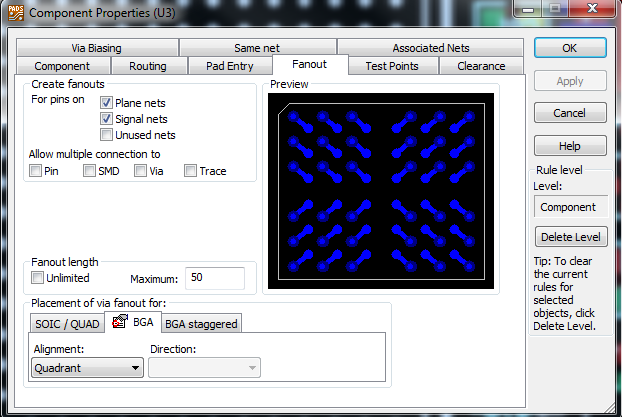 PADS
Component Properties (U3)
Via Biasing
Same net
Associated Nets
Component
Routing
Pad Entry
Fanout
Test Points
Clearance
Create fanouts
For pins on
Plane nets
Signal nets
Unused nets
Allow multiple connection to
Pin
SMD
Via
Trace
Preview
Fanout length
Unlimited
Maximum:
50
Placement of via fanout for:
SOIC / QUAD
BGA
BGA staggered
Alignment:
Direction:
Quadrant
OK
Apply
Cancel
Help
Rule level
Level:
Component
Delete Level
Tip: To clear
the current
rules for
selected
objects, click
Delete Level.